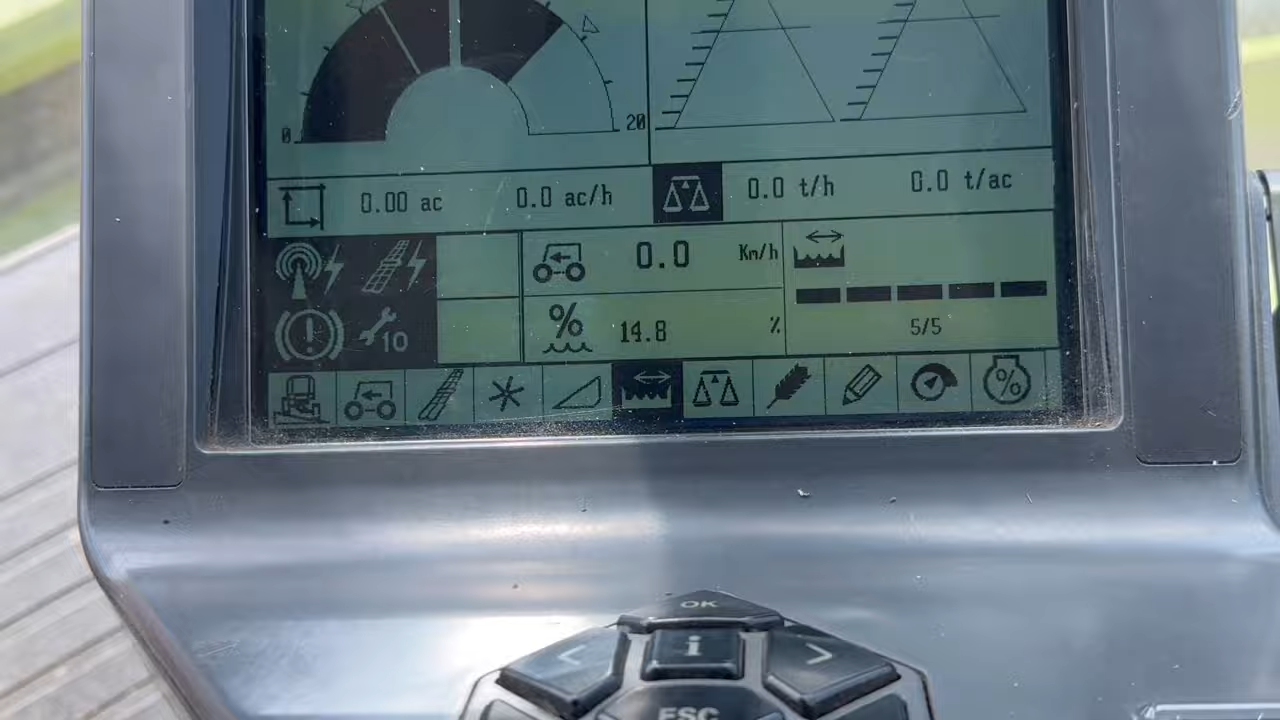 0 20
0.00 ac 0.0 ac/h 0.0 t/h 0.0 t/ac
0.0 Km/h
10 % 14.8 % 5/5
%
OK
< i >
ESC